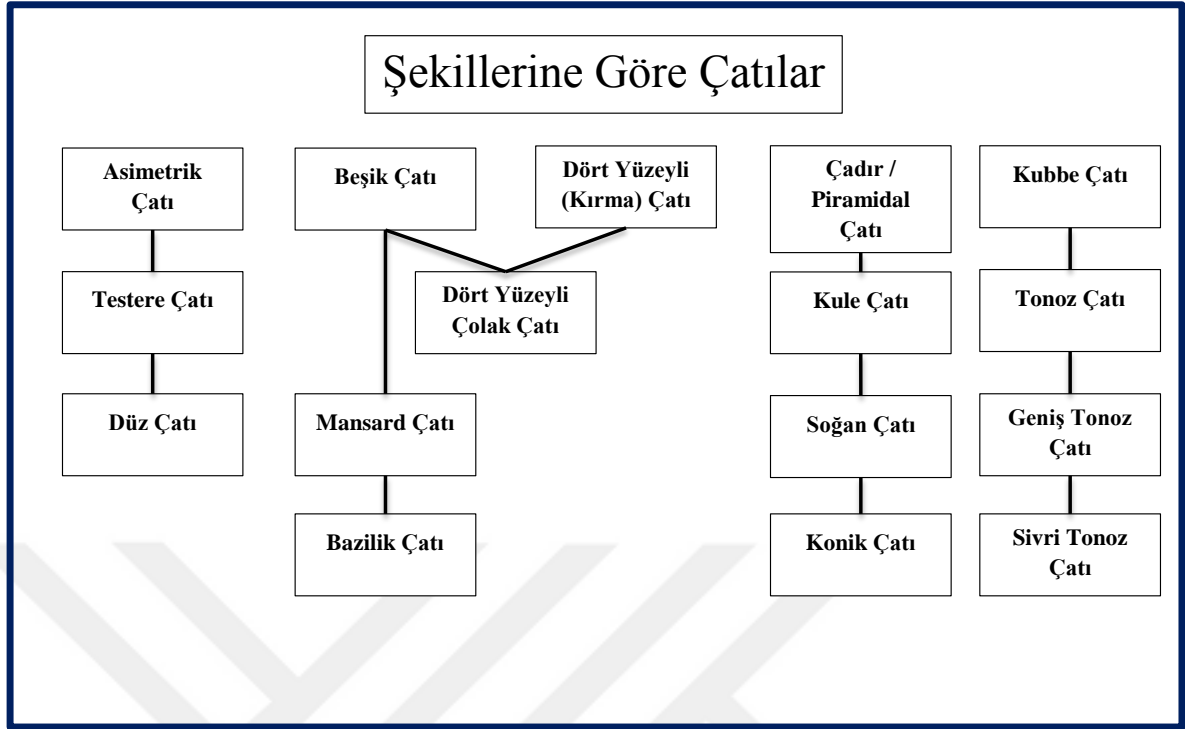 Şekillerine Göre Çatılar
Asimetrik
Çatı
Beşik Çatı
Dört Yüzeyli
(Kırma) Çatı
Çadır /
Piramidal
Çatı
Kubbe Çatı
Testere Çatı
Dört Yüzeyli
Çolak Çatı
Kule Çatı
Tonoz Çatı
Düz Çatı
Mansard Çatı
Soğan Çatı
Geniş Tonoz
Çatı
Bazilik Çatı
Konik Çatı
Sivri Tonoz
Çatı